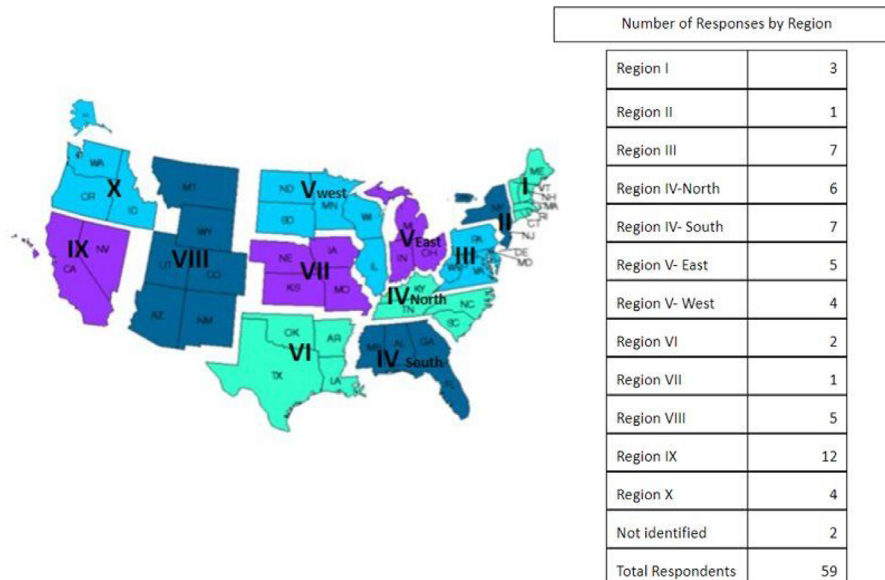 Number of Responses by Region
Region I 3
Region II 1
Region III 7
Region IV-North 6
Region IV- South 7
Region V- East 5
Region V- West 4
Region VI 2
Region VII 1
Region VIII 5
Region IX 12
Region X 4
Not identified 2
Total Respondents 59
WA
OR
ID
X
MT
WY
UT
CO
AZ
NM
VIII
IX
NV
CA
ND
MN
SD
WI
IL
V west
NE
IA
KS
MO
VII
MI
IN
OH
V East
ME
VT
NH
MA
RI
CT
I
NY
NJ
II
PA
VA
DE
MD
III
KY
TN
NC
SC
IV North
OK
AR
TX
LA
VI
MS
AL
GA
FL
IV South